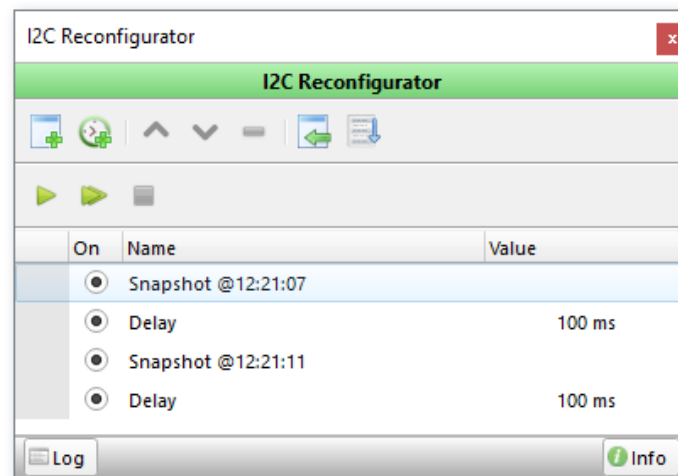 I2C Reconfigurator
x
I2C Reconfigurator
On Name Value
Snapshot @12:21:07
Delay 100 ms
Snapshot @12:21:11
Delay 100 ms
Log Info